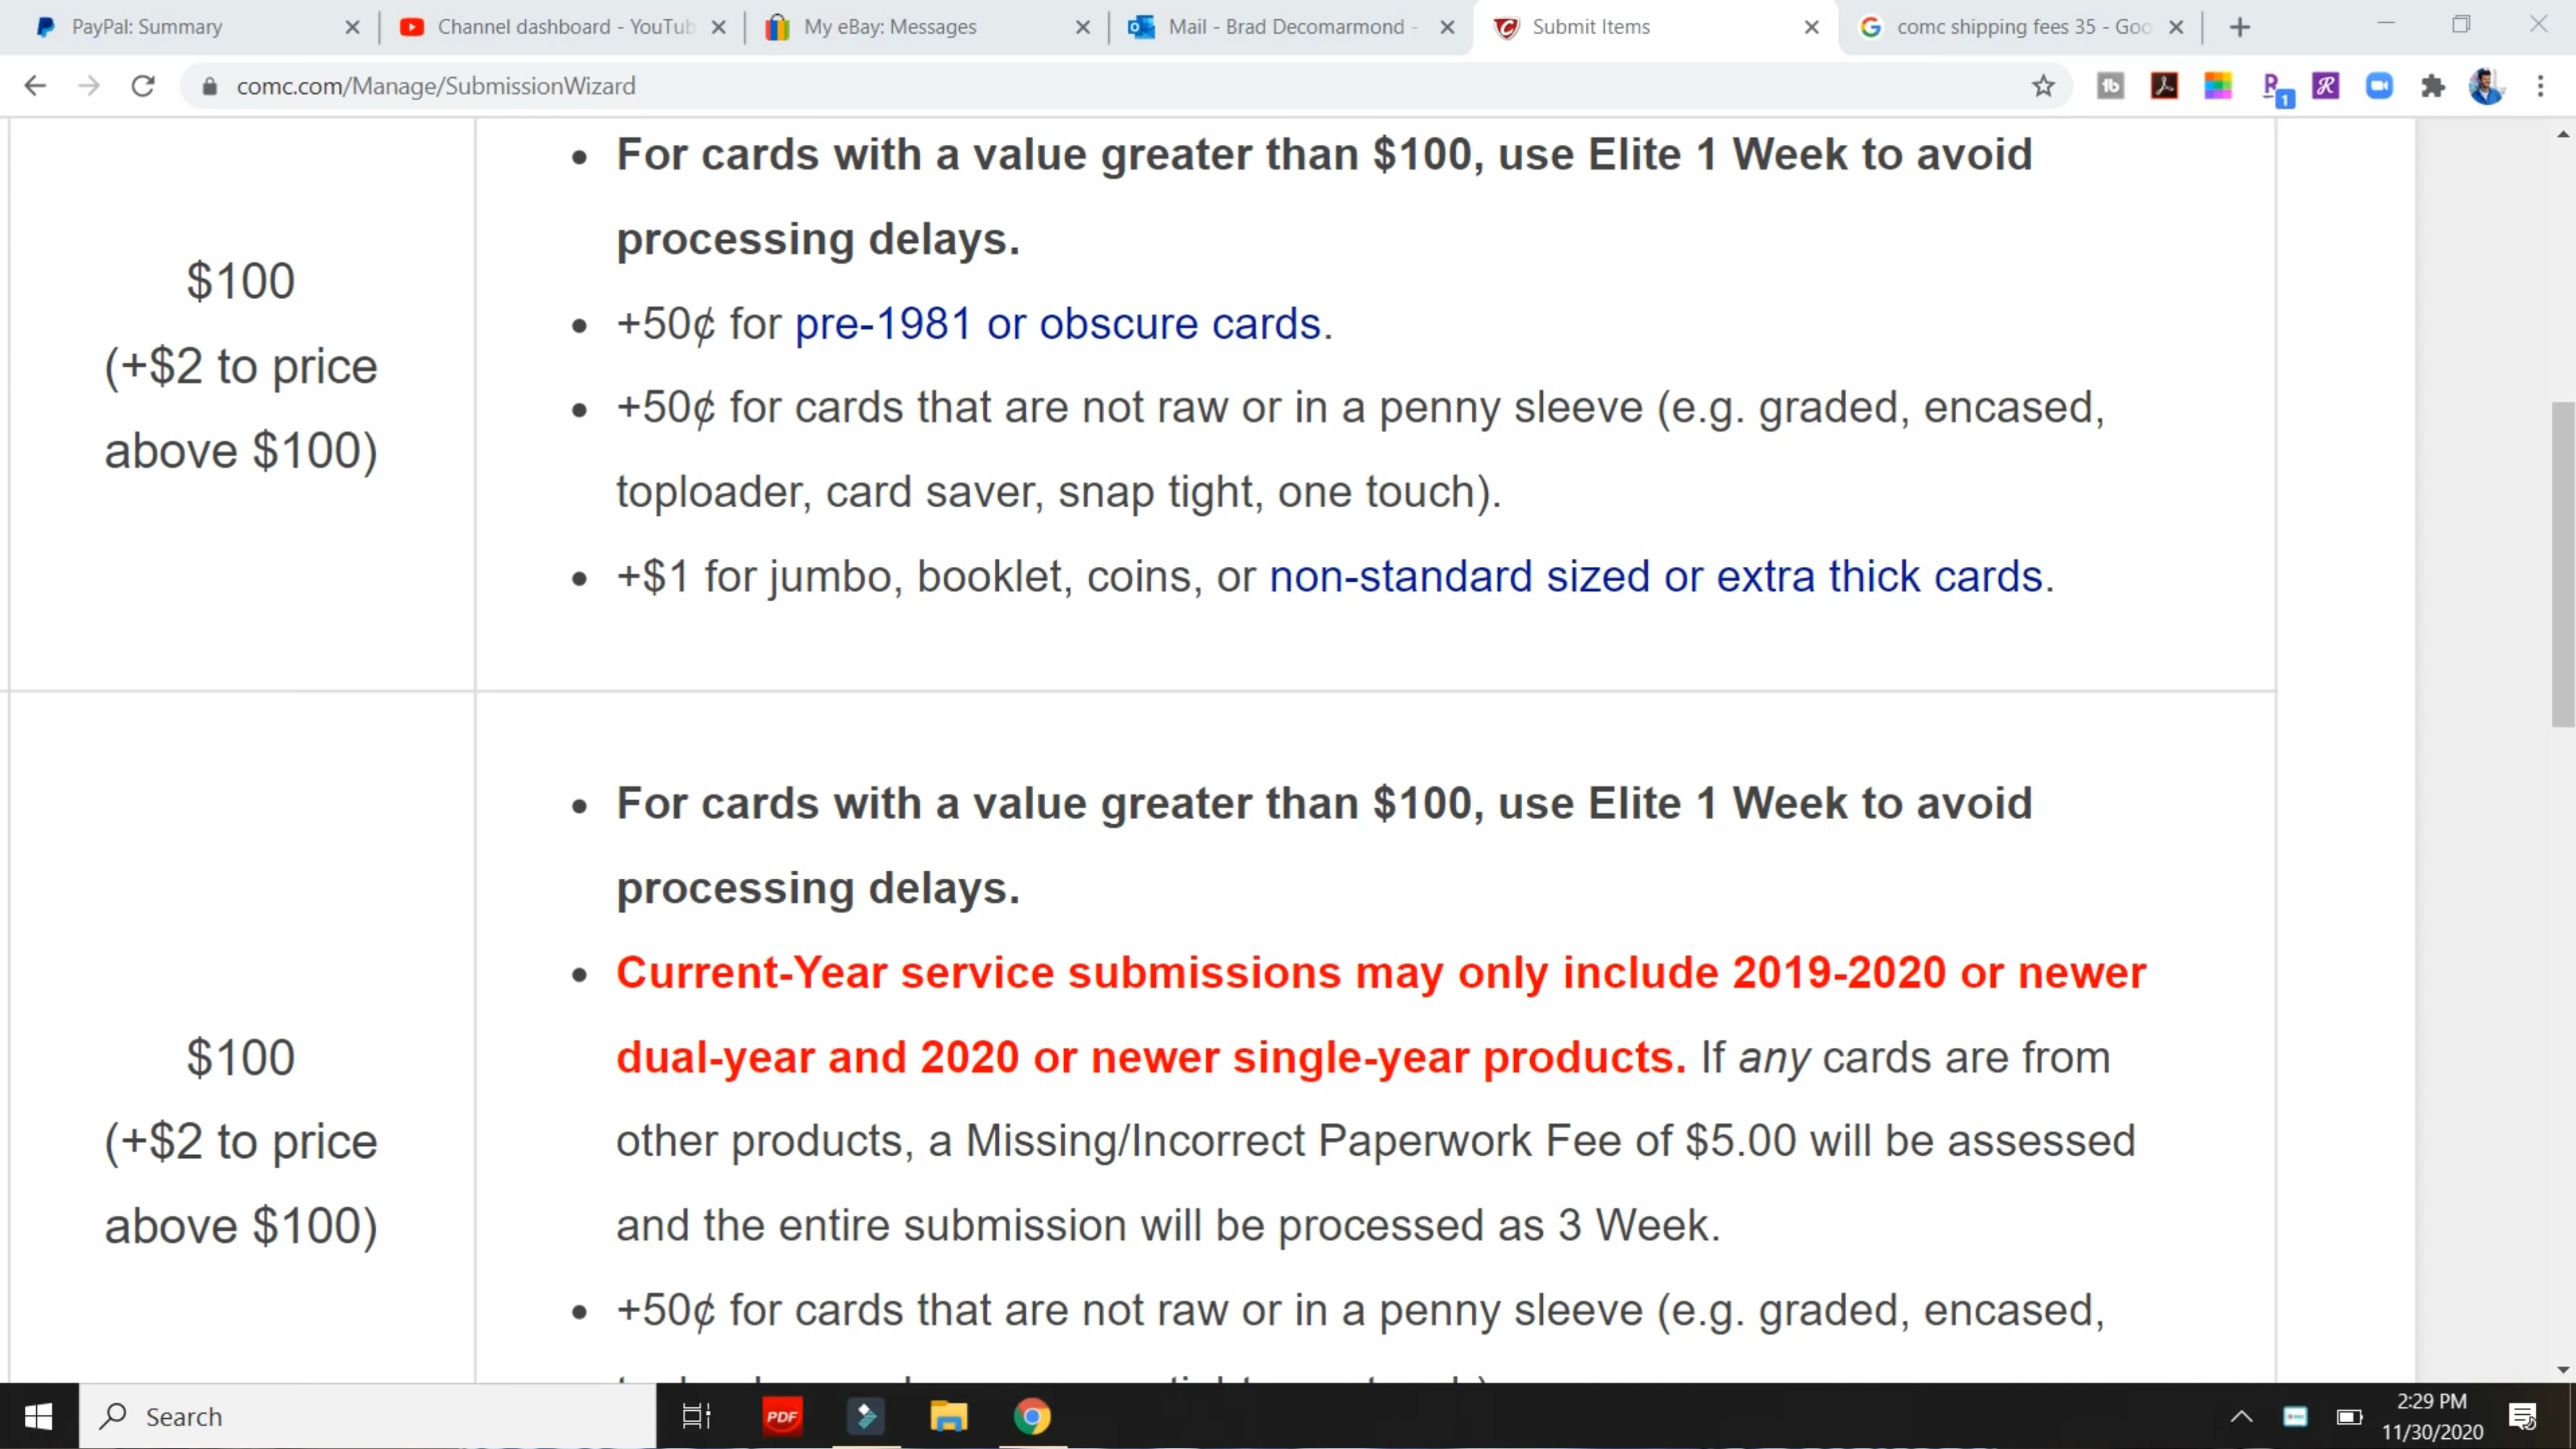 PayPal: Summary
Channel dashboard - YouTub
My eBay: Messages
Mail - Brad Decomarmond -
Submit Items
comc shipping fees 35 - Goo
comc.com/Manage/SubmissionWizard
1
$100
(+$2 to price
above $100)
• For cards with a value greater than $100, use Elite 1 Week to avoid
processing delays.
• +50¢ for pre-1981 or obscure cards.
• +50¢ for cards that are not raw or in a penny sleeve (e.g. graded, encased,
toploader, card saver, snap tight, one touch).
• +$1 for jumbo, booklet, coins, or non-standard sized or extra thick cards.
$100
(+$2 to price
above $100)
• For cards with a value greater than $100, use Elite 1 Week to avoid
processing delays.
• Current-Year service submissions may only include 2019-2020 or newer
dual-year and 2020 or newer single-year products. If any cards are from
other products, a Missing/Incorrect Paperwork Fee of $5.00 will be assessed
and the entire submission will be processed as 3 Week.
• +50¢ for cards that are not raw or in a penny sleeve (e.g. graded, encased,
Search
PDF
2:29 PM
11/30/2020